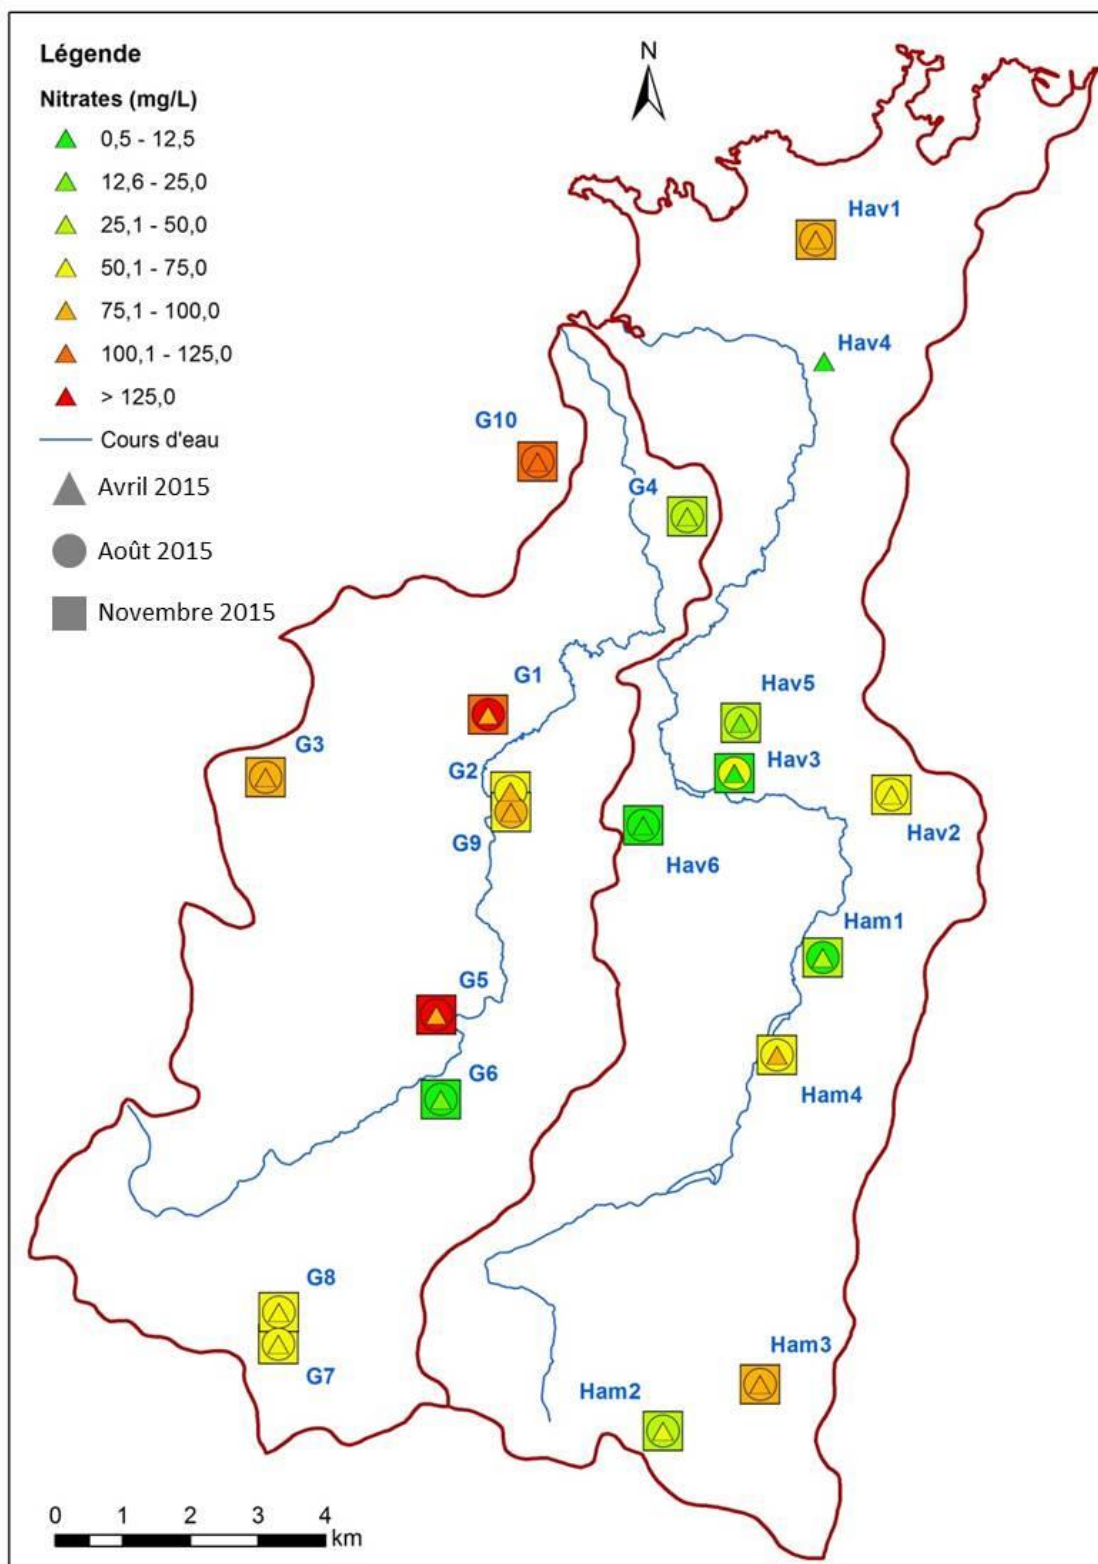 Légende
N
Nitrates (mg/L)
0,5 - 12,5
12,6 - 25,0
25,1 - 50,0
50,1 - 75,0
75,1 - 100,0
100,1 - 125,0
> 125,0
Cours d'eau
Avril 2015
Août 2015
Novembre 2015
Hav1
Hav4
G10
G4
G1
Hav5
G3
G2
Hav3
G9
Hav2
Hav6
Ham1
G5
G6
Ham4
G8
G7
Ham3
Ham2
0 1 2 3 4
km